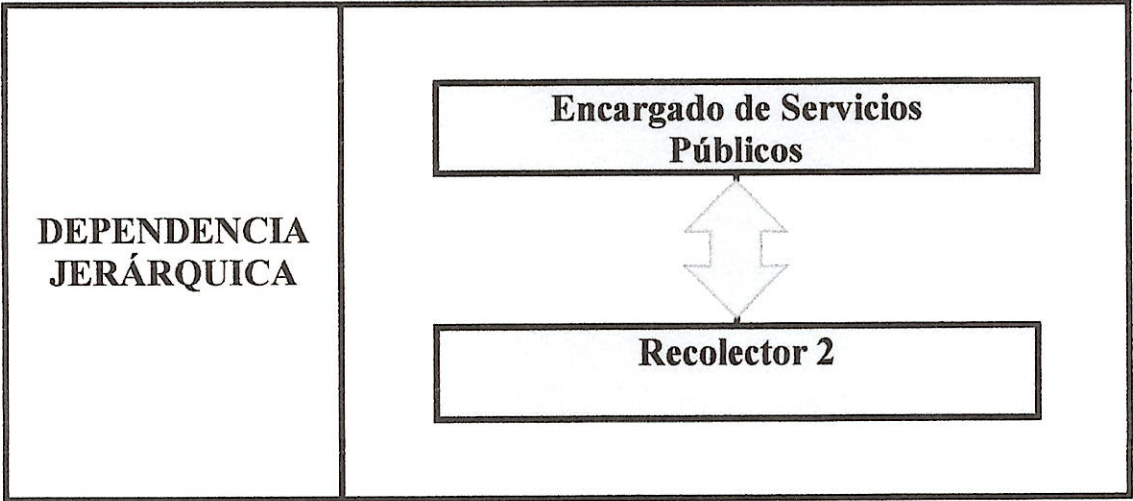 DEPENDENCIA
JERÁRQUICA
Encargado de Servicios
Públicos
Recolector 2